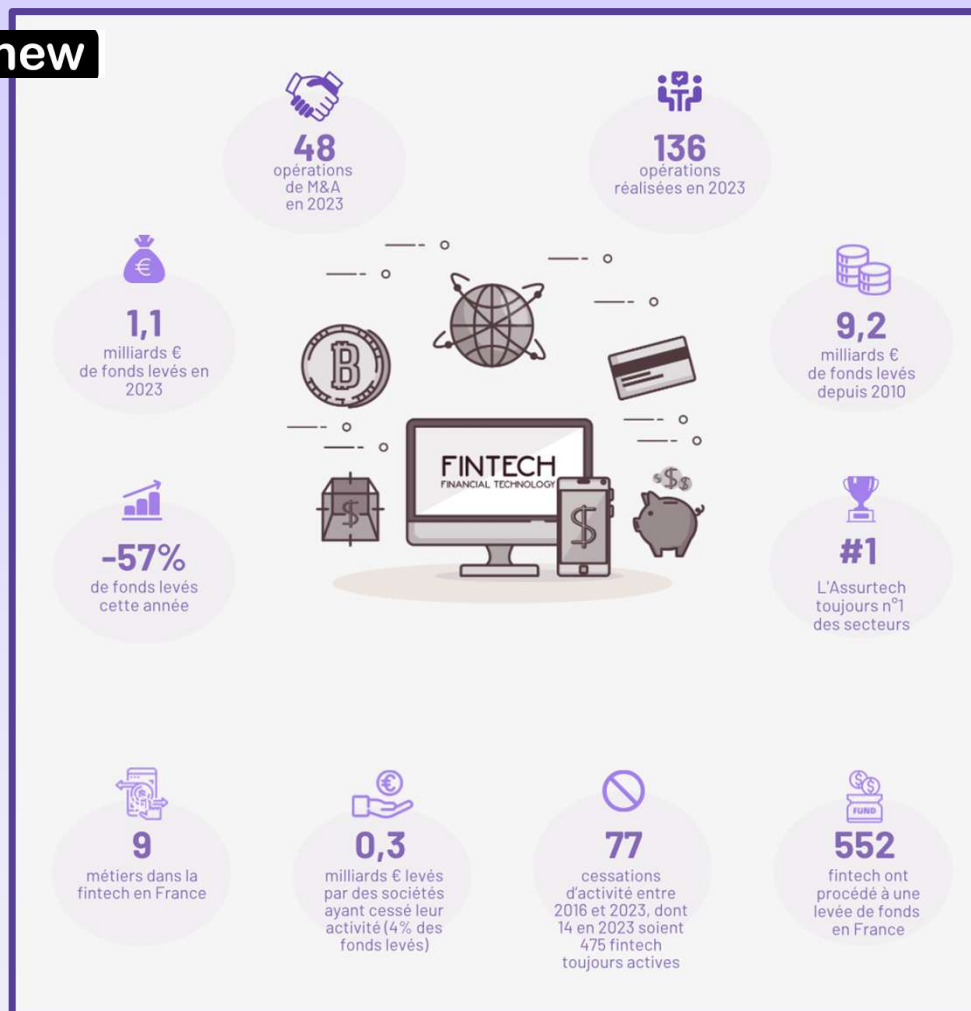 new
48
opérations
de M&A
en 2023
136
opérations
réalisées en 2023
1,1
milliards €
de fonds levés en
2023
9,2
milliards €
de fonds levés
depuis 2010
FINTECH
FINANCIAL TECHNOLOGY
-57%
de fonds levés
cette année
#1
L'Assurtech
toujours n°1
des secteurs
9
métiers dans la
fintech en France
0,3
milliards € levés
par des sociétés
ayant cessé leur
activité (4% des
fonds levés)
77
cessations
d'activité entre
2016 et 2023, dont
14 en 2023 soient
475 fintech
toujours actives
FUND
552
fintech ont
procédé à une
levée de fonds
en France